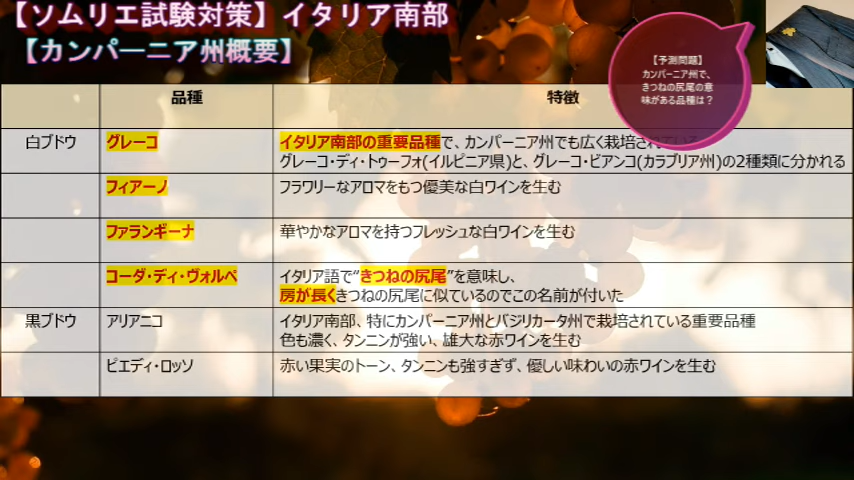 【ソムリエ試験対策】イタリア南部
【カンパーニア州概要】
【予測問題】
カンパーニア州で、
きつねの尻尾の意
味がある品種は？
品種
特徴
白ブドウ
グレーコ
イタリア南部の重要品種で、カンパーニア州でも広く栽培されている
グレーコ・ディ・トゥーフォ(イルピニア県)と、グレーコ・ビアンコ(カラブリア州)の2種類に分かれる
フィアーノ
フラワリーなアロマをもつ優美な白ワインを生む
ファランギーナ
華やかなアロマを持つフレッシュな白ワインを生む
コーダ・ディ・ヴォルペ
イタリア語で“きつねの尻尾”を意味し、
房が長くきつねの尻尾に似ているのでこの名前が付いた
黒ブドウ
アリアニコ
イタリア南部、特にカンパーニア州とバジリカータ州で栽培されている重要品種
色も濃く、タンニンが強い、雄大な赤ワインを生む
ピエディ・ロッソ
赤い果実のトーン、タンニンも強すぎず、優しい味わいの赤ワインを生む